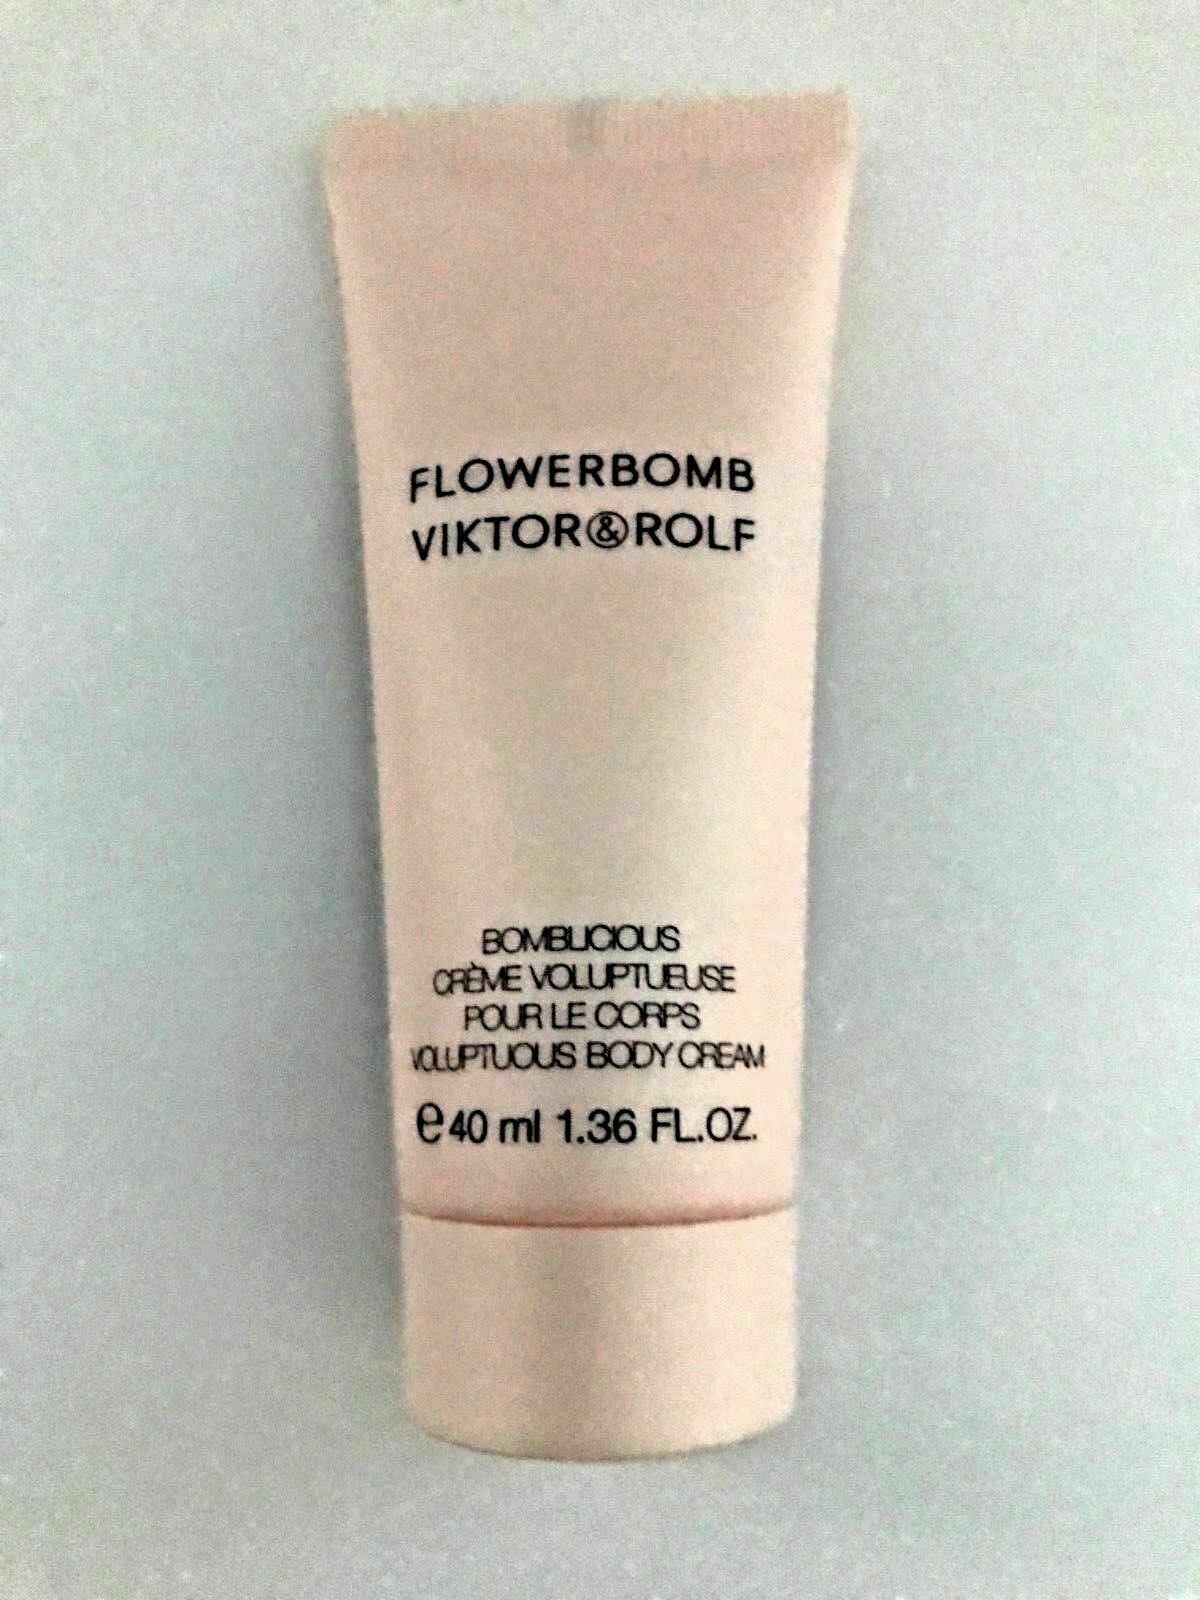 FLOWERBOMB
VIKTOR&ROLF
BOMBLICIOUS
CRÈME VOLUPTUEUSE
POUR LE CORPS
VOLUPTUOUS BODY CREAM
℮40 ml 1.36 FL.OZ.